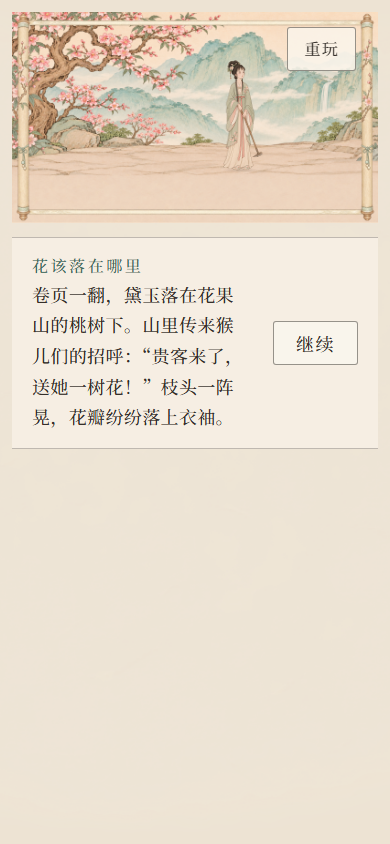 重玩
花该落在哪里
卷页一翻，黛玉落在花果
山的桃树下。山里传来猴
儿们的招呼：“贵客来了，
送她一树花！”枝头一阵
晃，花瓣纷纷落上衣袖。
继续